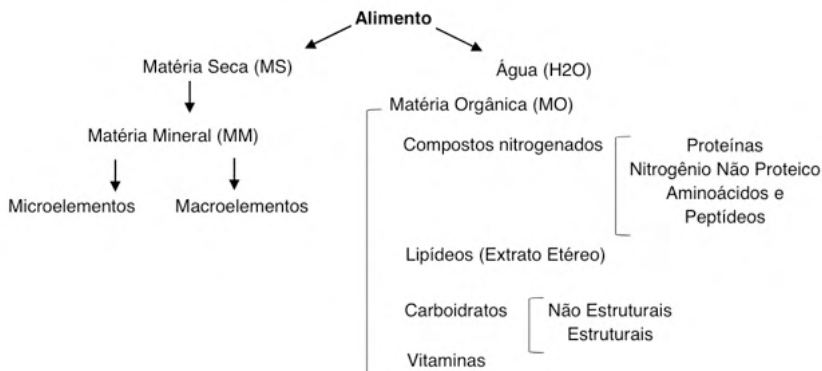 Alimento
Matéria Seca (MS)
Água (H2O)
Matéria Orgânica (MO)
Matéria Mineral (MM)
Compostos nitrogenados
Proteínas
Nitrogênio Não Proteico
Aminoácidos e
Peptídeos
Microelementos
Macroelementos
Lipídeos (Extrato Etéreo)
Carboidratos
Não Estruturais
Estruturais
Vitaminas